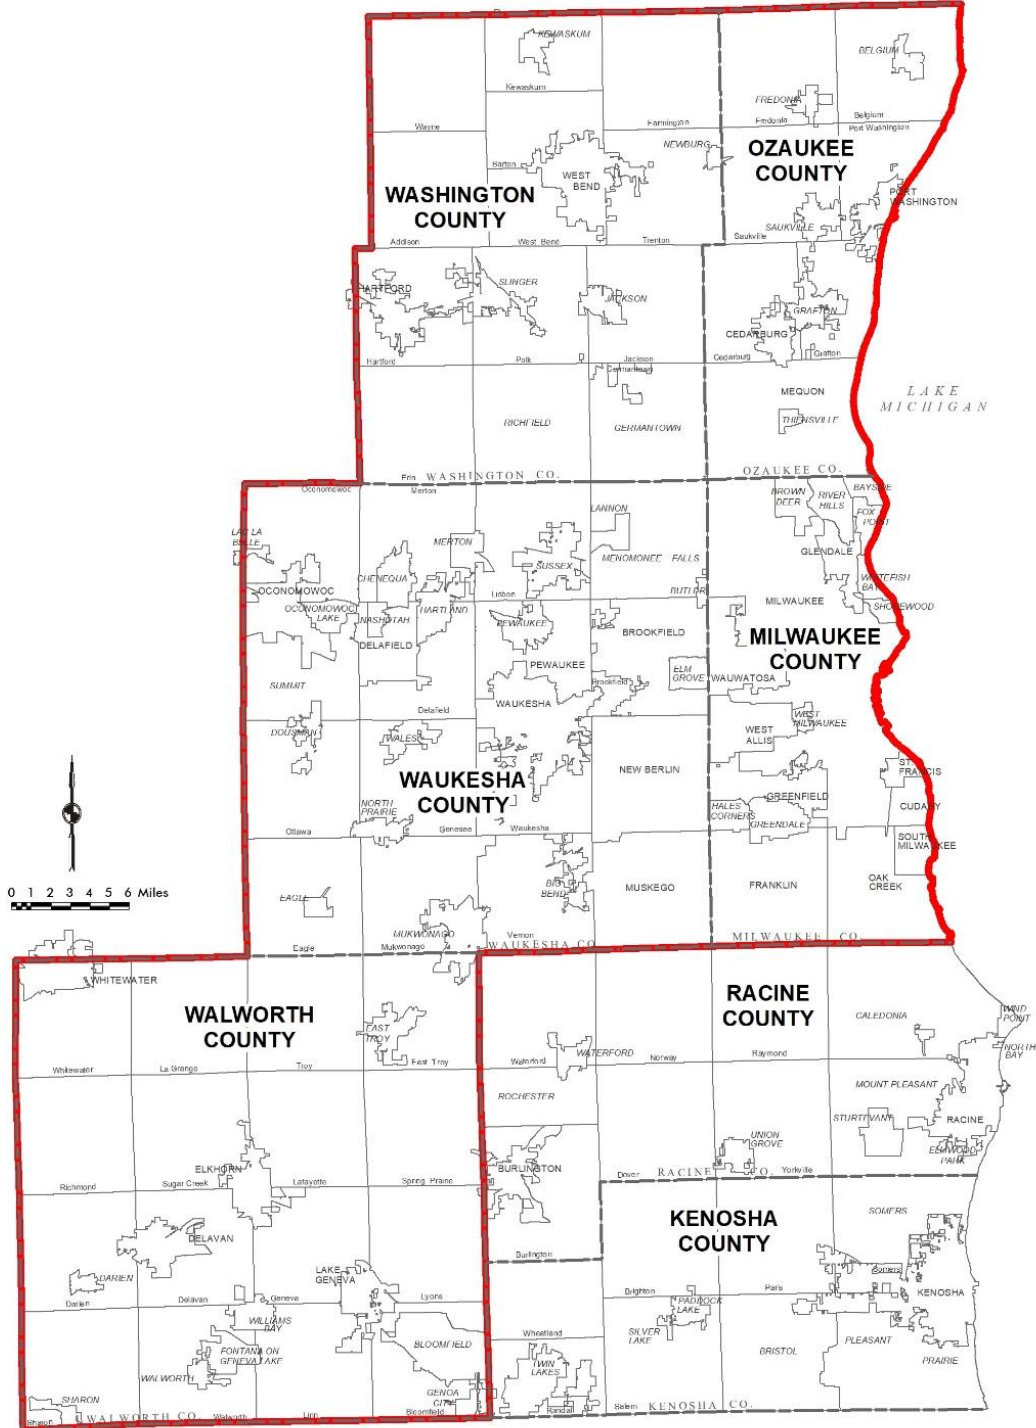 KEWASKUM
BELGIUM
Kewaskum
FREDONIA
Wayne
Farmington
Fredonia
Belgium
Port Washington
NEWBURG
OZAUKEE
COUNTY
Barton
WEST
BEND
WASHINGTON
COUNTY
PORT
WASHINGTON
SAUKVILLE
Addison
West Bend
Trenton
Saukville
HARTFORD
SLINGER
JACKSON
GRAFTON
CEDARBURG
Hartford
Polk
Jackson
Germantown
Cedarburg
Grafton
MEQUON
THIENSVILLE
LAKE
MICHIGAN
RICHFIELD
GERMANTOWN
Erin
WASHINGTON CO.
OZAUKEE CO.
Oconomowoc
Merton
BROWN
DEER
RIVER
HILLS
BAYSIDE
FOX
POINT
LANNON
LAC LA
BELLE
MERTON
MENOMONEE FALLS
GLENDALE
CHENEQUA
SUSSEX
WHITEFISH
BAY
OCONOMOWOC
Lisbon
BUTLER
MILWAUKEE
SHOREWOOD
OCONOMOWOC
LAKE
NASHOTAH
HARTLAND
PEWAUKEE
BROOKFIELD
DELAFIELD
MILWAUKEE
COUNTY
PEWAUKEE
ELM
GROVE
WAUWATOSA
SUMMIT
Brookfield
WAUKESHA
Delafield
WEST
MILWAUKEE
DOUSMAN
WALES
WEST
ALLIS
NEW BERLIN
ST.
FRANCIS
WAUKESHA
COUNTY
NORTH
PRAIRIE
GREENFIELD
HALES
CORNERS
GREENDALE
CUDAHY
Ottawa
Genesee
Waukesha
SOUTH
MILWAUKEE
0 1 2 3 4 5 6 Miles
EAGLE
BIG
BEND
MUSKEGO
FRANKLIN
OAK
CREEK
MUKWONAGO
Eagle
Mukwonago
Vernon
WAUKESHA CO.
MILWAUKEE CO.
WHITEWATER
WALWORTH
COUNTY
RACINE
COUNTY
EAST
TROY
CALEDONIA
WIND
POINT
NORTH
BAY
Whitewater
La Grange
Troy
East Troy
Waterford
WATERFORD
Norway
Raymond
ROCHESTER
MOUNT PLEASANT
STURTEVANT
RACINE
UNION
GROVE
ELMWOOD
PARK
ELKHORN
BURLINGTON
Dover
RACINE CO.
Yorkville
Richmond
Sugar Creek
Lafayette
Spring Prairie
KENOSHA
COUNTY
SOMERS
DELAVAN
Burlington
DARIEN
LAKE
GENEVA
Somers
Brighton
Paris
KENOSHA
Darien
Delavan
Geneva
Lyons
PADDOCK
LAKE
WILLIAMS
BAY
Wheatland
SILVER
LAKE
BLOOMFIELD
FONTANA ON
GENEVA LAKE
TWIN
LAKES
BRISTOL
PLEASANT
PRAIRIE
WALWORTH
SHARON
GENOA
CITY
Sharon
WALWORTH CO.
Walworth
Linn
Bloomfield
Randall
Salem
KENOSHA CO.